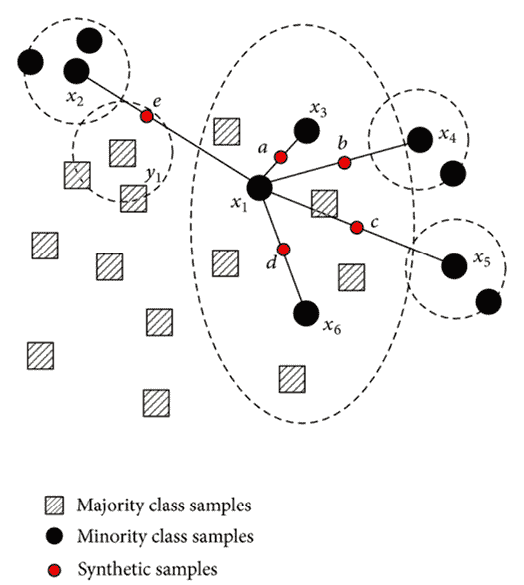 x2
e
x3
a
b
x4
y1
x1
c
d
x5
x6
Majority class samples
Minority class samples
Synthetic samples